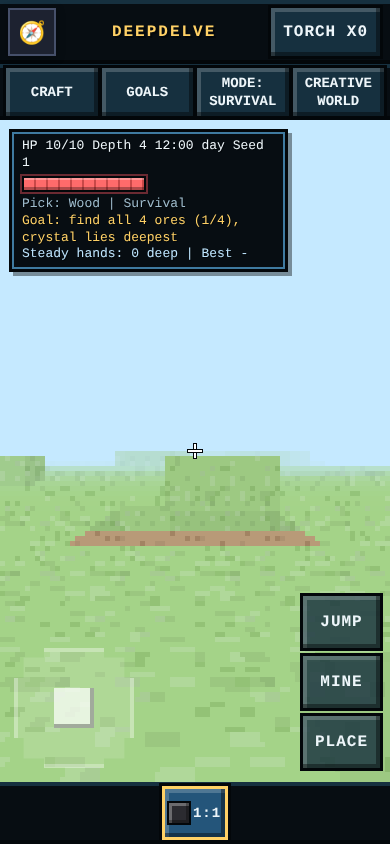 DEEPDELVE
TORCH X0
CRAFT
GOALS
MODE:
SURVIVAL
CREATIVE
WORLD
HP 10/10 Depth 4 12:00 day Seed
1
Pick: Wood | Survival
Goal: find all 4 ores (1/4),
crystal lies deepest
Steady hands: 0 deep | Best -
JUMP
MINE
PLACE
1:1